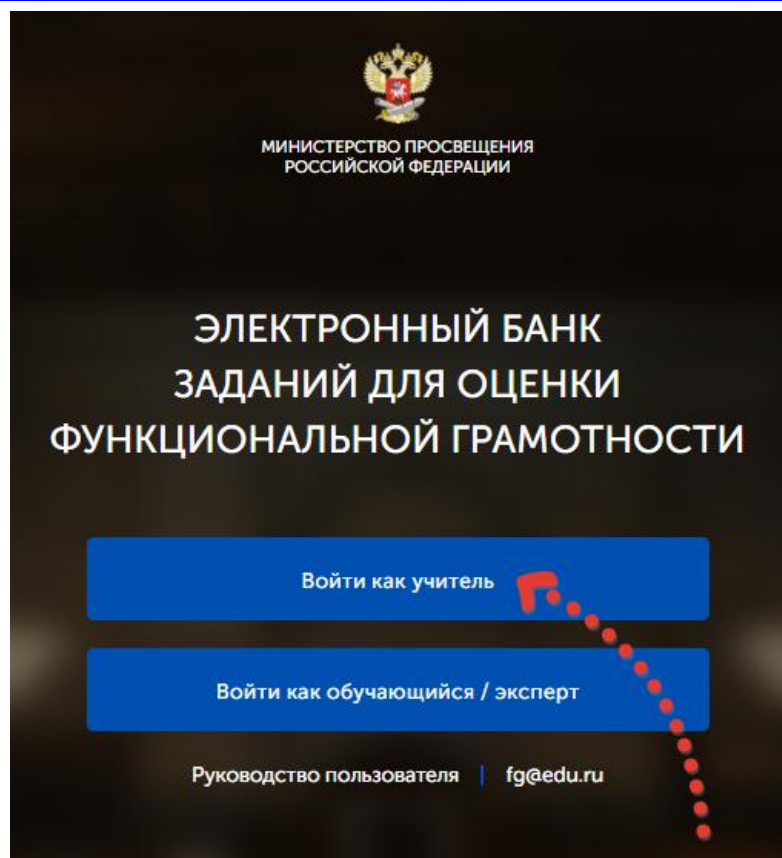 МИНИСТЕРСТВО ПРОСВЕЩЕНИЯ
РОССИЙСКОЙ ФЕДЕРАЦИИ
ЭЛЕКТРОННЫЙ БАНК
ЗАДАНИЙ ДЛЯ ОЦЕНКИ
ФУНКЦИОНАЛЬНОЙ ГРАМОТНОСТИ
Войти как учитель
Войти как обучающийся / эксперт
Руководство пользователя | fg@edu.ru